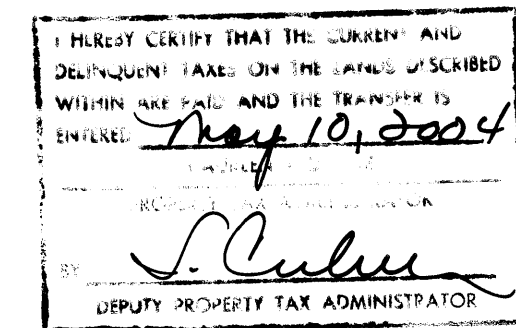 I HEREBY CERTIFY THAT THE CURRENT AND
DELINQUENT TAXES ON THE LANDS DESCRIBED
WITHIN ARE PAID AND THE TRANSFER IS
ENTERED May 10, 2004
PROPERTY TAX ADMINISTRATOR
BY S.
DEPUTY PROPERTY TAX ADMINISTRATOR